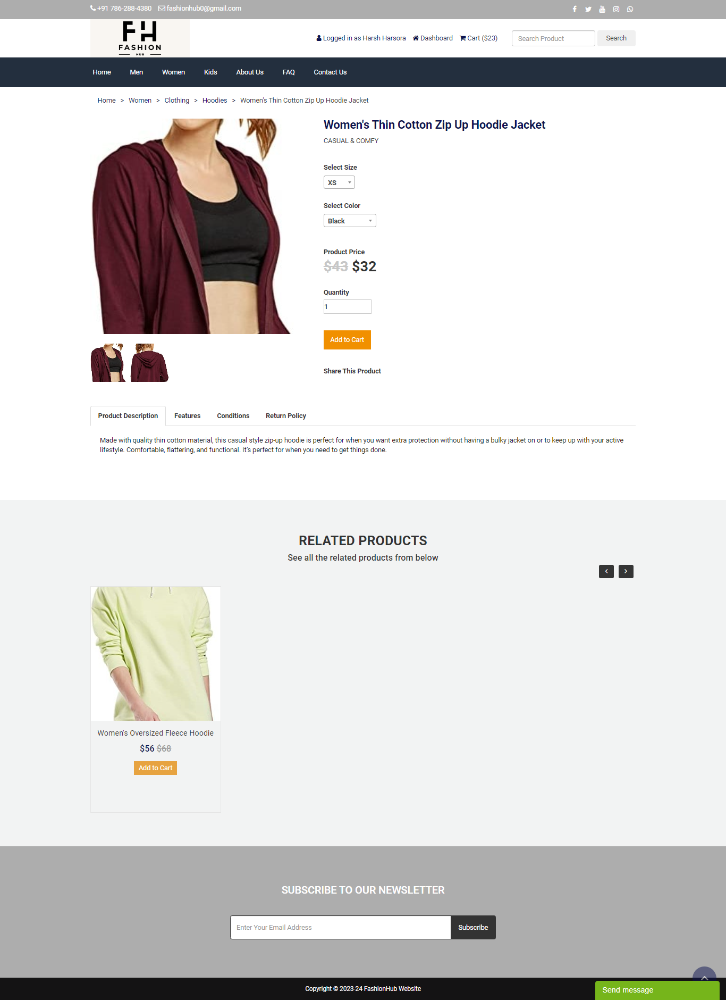 +91 786-288-4380 fashionhub0@gmail.com
FH
FASHION
HUB
Logged in as Harsh Harsora Dashboard Cart ($23) Search Product Search
Home Men Women Kids About Us FAQ Contact Us
Home > Women > Clothing > Hoodies > Women's Thin Cotton Zip Up Hoodie Jacket
Women's Thin Cotton Zip Up Hoodie Jacket
CASUAL & COMFY
Select Size
XS
Select Color
Black
Product Price
$43 $32
Quantity
1
Add to Cart
Share This Product
Product Description Features Conditions Return Policy
Made with quality thin cotton material, this casual style zip-up hoodie is perfect for when you want extra protection without having a bulky jacket on or to keep up with your active
lifestyle. Comfortable, flattering, and functional. It’s perfect for when you need to get things done.
RELATED PRODUCTS
See all the related products from below
Women's Oversized Fleece Hoodie
$56 $68
Add to Cart
SUBSCRIBE TO OUR NEWSLETTER
Enter Your Email Address Subscribe
Copyright © 2023-24 FashionHub Website
Send message